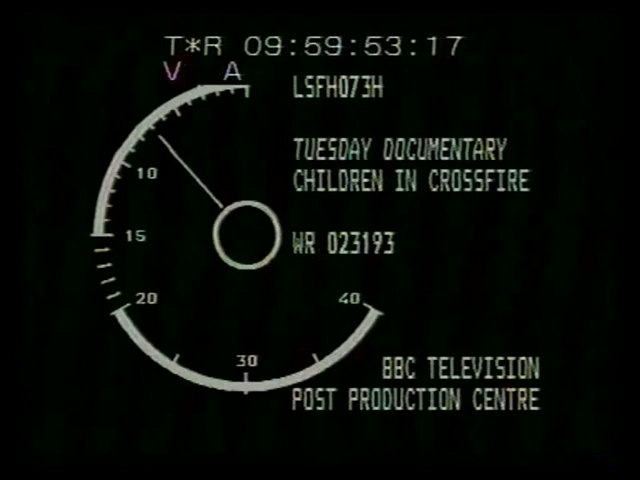 T*R 09:59:53:17
V A
LSFH073H
TUESDAY DOCUMENTARY
CHILDREN IN CROSSFIRE
10
15
WR 023193
20
40
30
BBC TELEVISION
POST PRODUCTION CENTRE